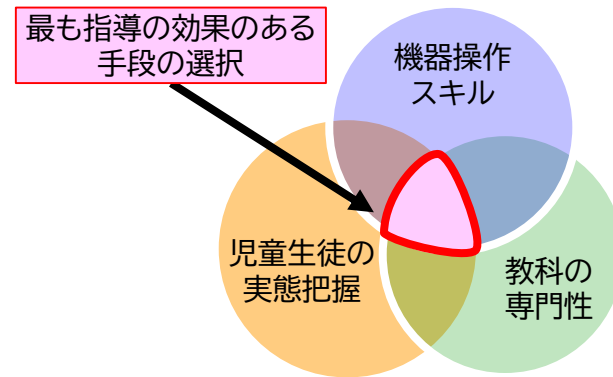 最も指導の効果のある
手段の選択
機器操作
スキル
児童生徒の
実態把握
教科の
専門性